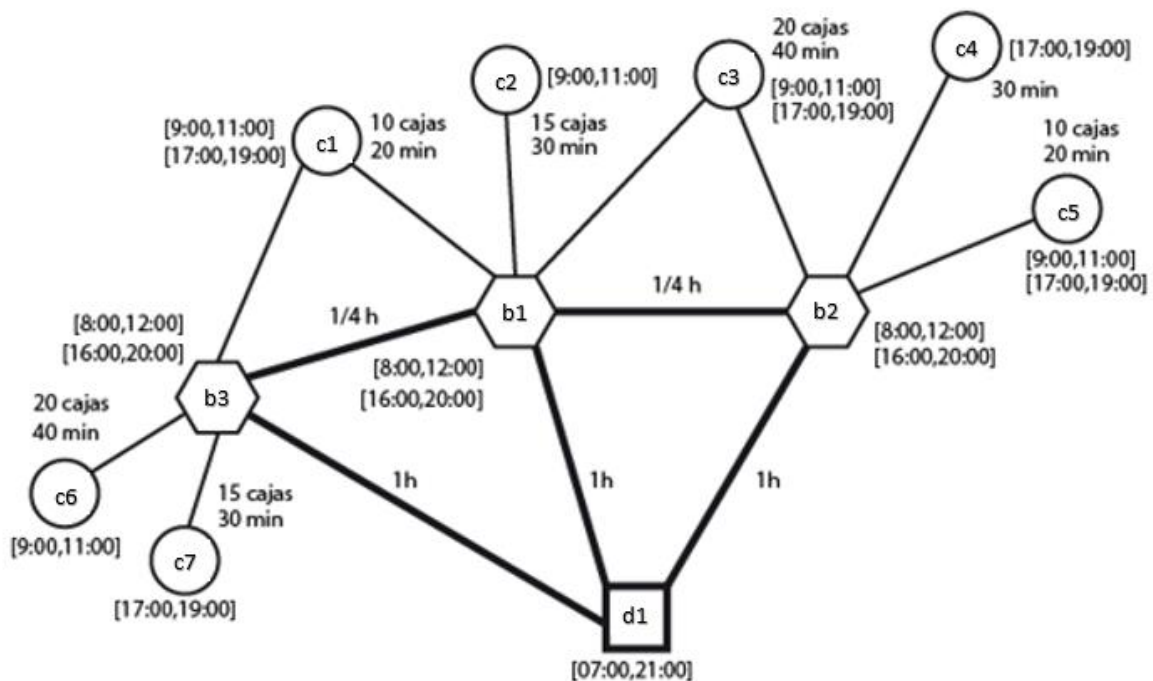 20 cajas
40 min
c4
[17:00,19:00]
c3
c2
[9:00,11:00]
[9:00,11:00]
[17:00,19:00]
30 min
[9:00,11:00]
[17:00,19:00]
c1
10 cajas
20 min
15 cajas
30 min
10 cajas
20 min
c5
[9:00,11:00]
[17:00,19:00]
1/4 h
1/4 h
b1
b2
[8:00,12:00]
[16:00,20:00]
[8:00,12:00]
[16:00,20:00]
[8:00,12:00]
[16:00,20:00]
b3
20 cajas
40 min
1h
1h
1h
15 cajas
30 min
c6
[9:00,11:00]
c7
[17:00,19:00]
d1
[07:00,21:00]